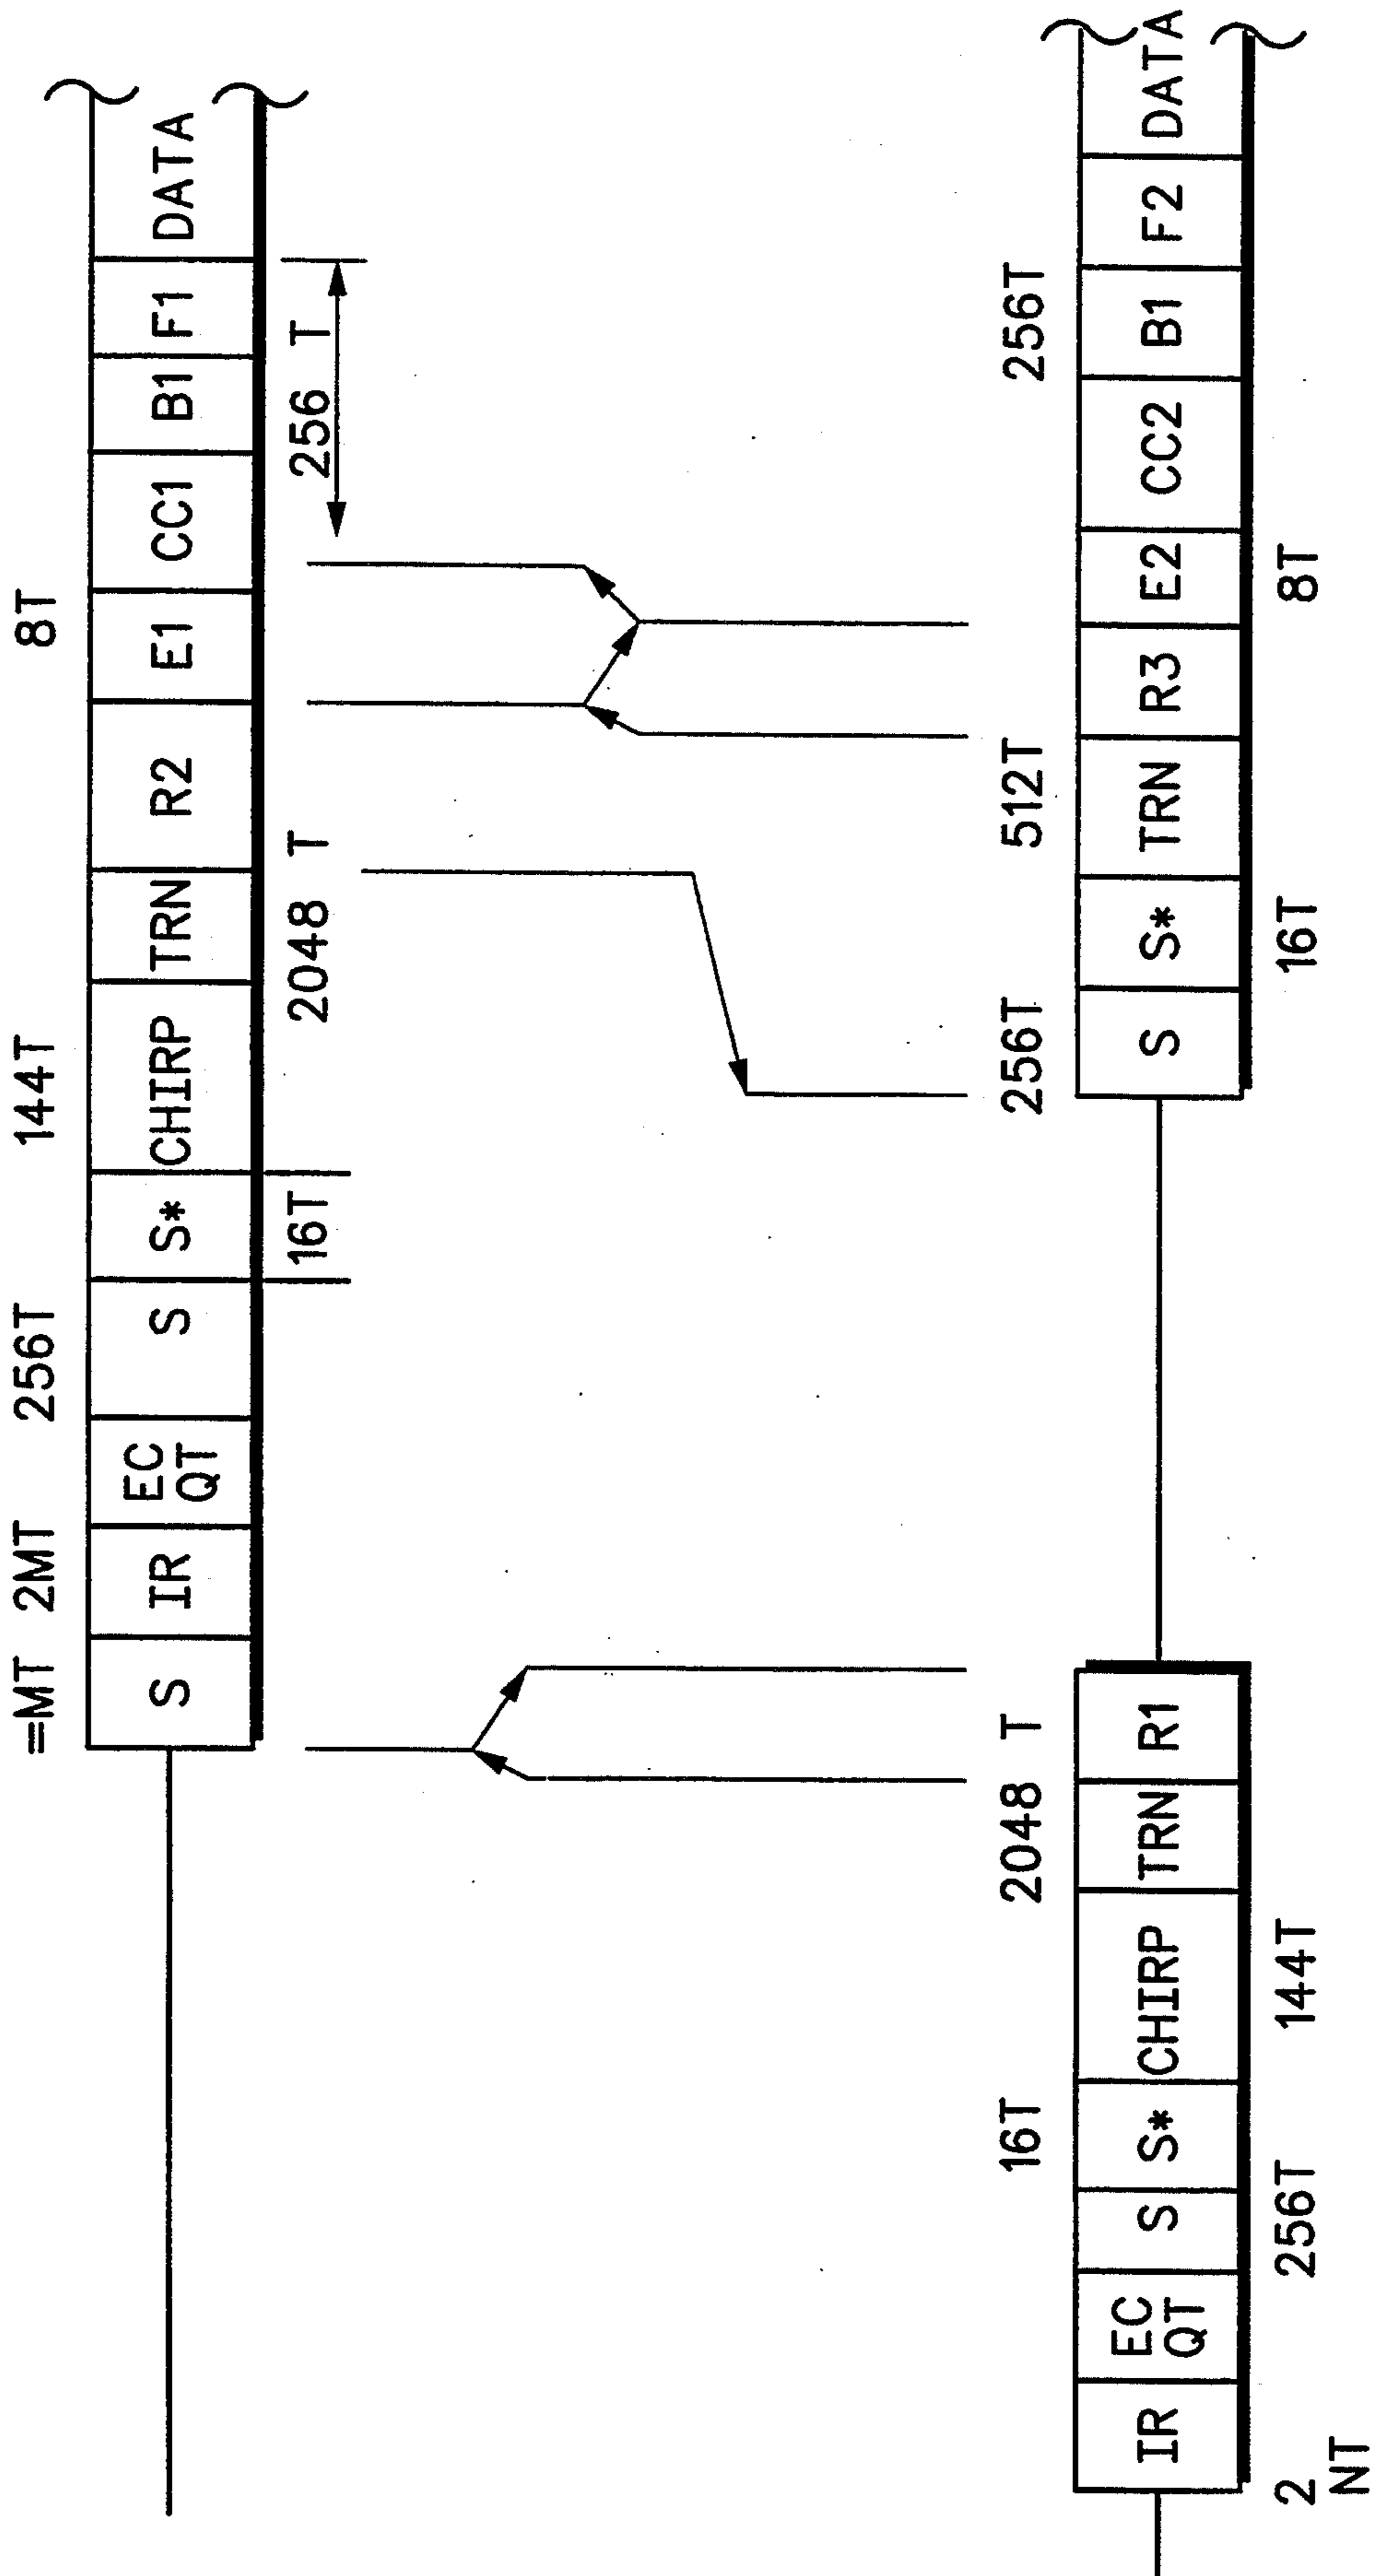 =MT 2MT 256T 144T 8T
S IR EC QT S S* CHIRP TRN R2 E1 CC1 B1 F1 DATA
16T 2048 T 256 T
2048 T 256T 512T 256T
16T
IR EC QT S S* CHIRP TRN R1 S S* TRN R3 E2 CC2 B1 F2 DATA
2 NT 256T 144T 16T 8T